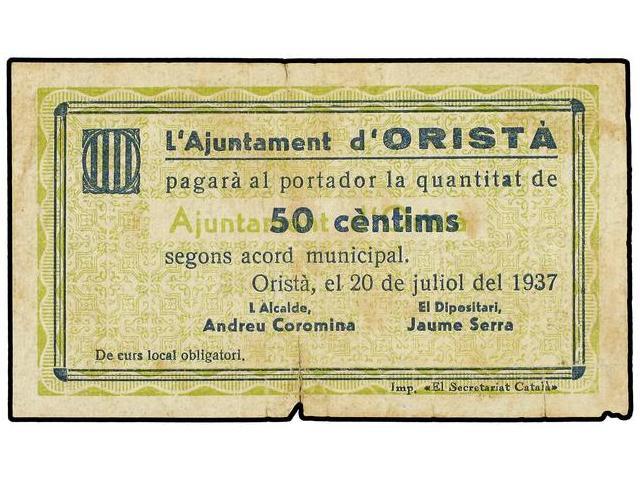 L'Ajuntament d'ORISTÀ
pagarà al portador la quantitat de
Ajuntament
50 cèntims
segons acord municipal.
Oristà, el 20 de juliol del 1937
L Alcalde, El Dipositari,
Andreu Coromina Jaume Serra
De curs local obligatori.
Imp. «El Secretariat Català»